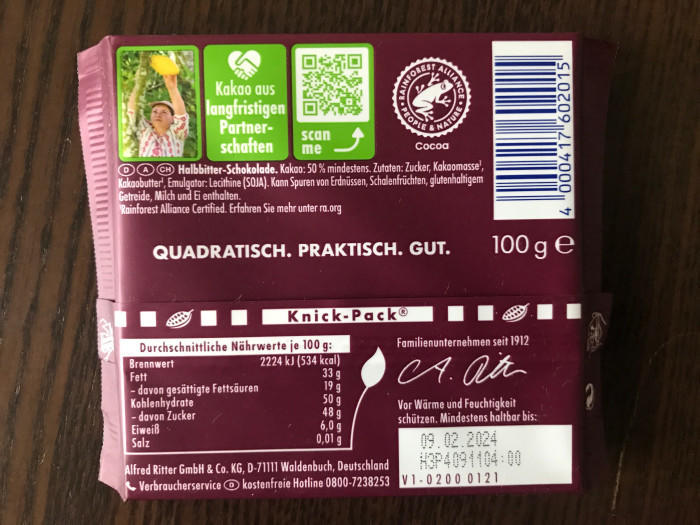 Kakao aus
langfristigen
Partner-
schaften
scan
me
RAINFOREST ALLIANCE
PEOPLE & NATURE
Cocoa
4 000417 602015
D A CH Halbbitter-Schokolade. Kakao: 50 % mindestens. Zutaten: Zucker, Kakaomasse¹,
Kakaobutter¹, Emulgator: Lecithine (SOJA). Kann Spuren von Erdnüssen, Schalenfrüchten, glutenhaltigem
Getreide, Milch und Ei enthalten.
¹Rainforest Alliance Certified. Erfahren Sie mehr unter ra.org
QUADRATISCH. PRAKTISCH. GUT.
100 g e
Knick-Pack®
Durchschnittliche Nährwerte je 100 g:
Brennwert 2224 kJ (534 kcal)
Fett 33 g
– davon gesättigte Fettsäuren 19 g
Kohlenhydrate 50 g
– davon Zucker 48 g
Eiweiß 6,0 g
Salz 0,01 g
Familienunternehmen seit 1912
Vor Wärme und Feuchtigkeit
schützen. Mindestens haltbar bis:
09.02.2024
H3P4091104:00
V1-0200 0121
Alfred Ritter GmbH & Co. KG, D-71111 Waldenbuch, Deutschland
Verbraucherservice D kostenfreie Hotline 0800-7238253